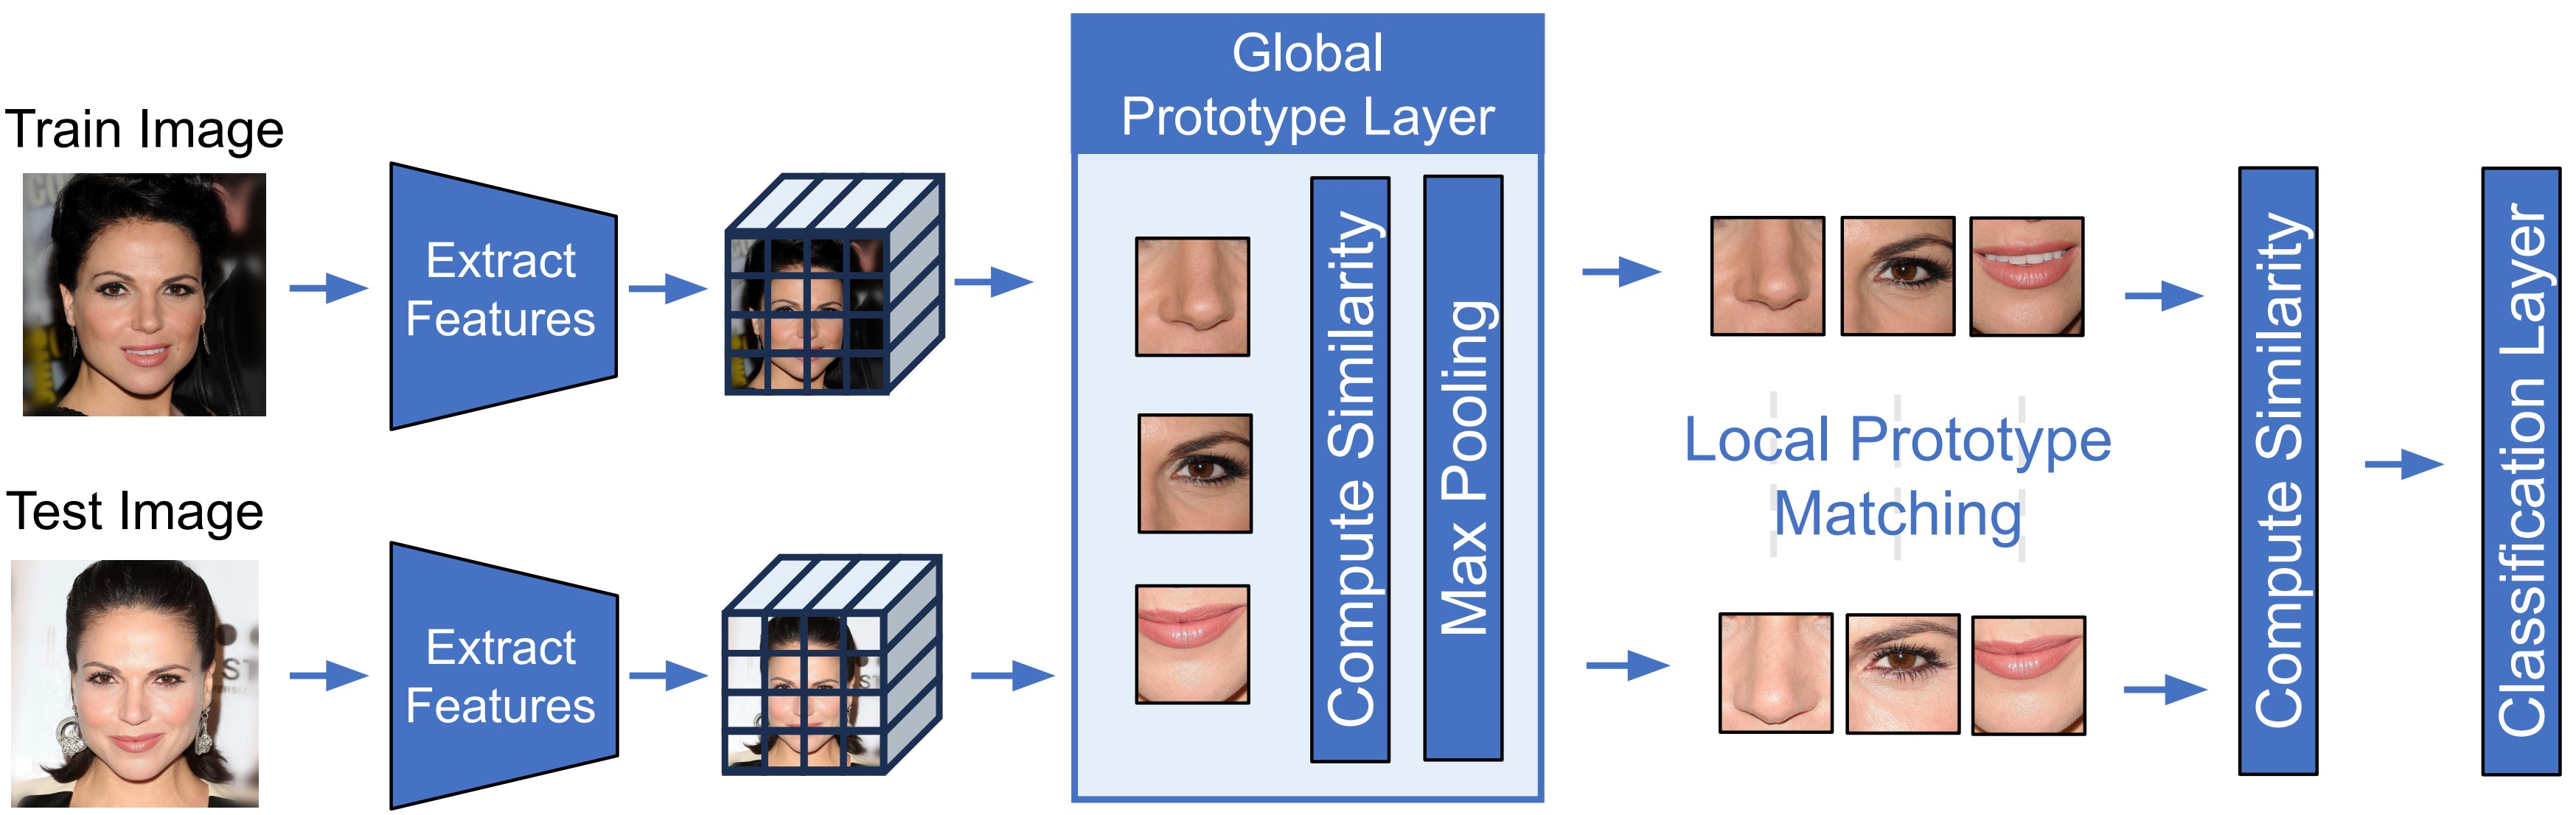 Train Image
Extract
Features
Test Image
Extract
Features
Global
Prototype Layer
Compute Similarity
Max Pooling
Local Prototype
Matching
Compute Similarity
Classification Layer